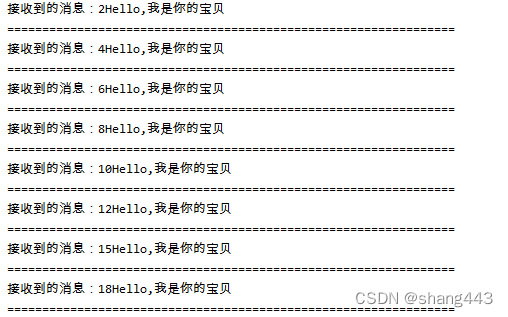 接收到的消息：2Hello,我是你的宝贝
================================================================
接收到的消息：4Hello,我是你的宝贝
================================================================
接收到的消息：6Hello,我是你的宝贝
================================================================
接收到的消息：8Hello,我是你的宝贝
================================================================
接收到的消息：10Hello,我是你的宝贝
================================================================
接收到的消息：12Hello,我是你的宝贝
================================================================
接收到的消息：15Hello,我是你的宝贝
================================================================
接收到的消息：18Hello,我是你的宝贝
================================================================
CSDN @shang443